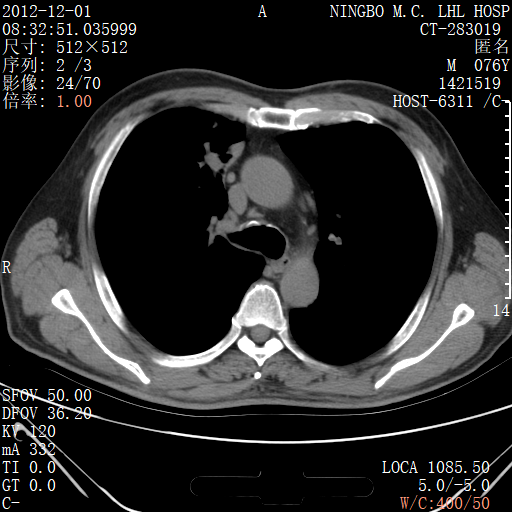 2012-12-01
A
NINGBO M.C. LHL HOSP
08:32:51.035999
CT-283019
尺寸: 512×512
匿名
序列: 2 /3
M 076Y
影像: 24/70
1421519
倍率: 1.00
HOST-6311 /C-
R
14
SFOV 50.00
DFOV 36.20
KV 120
mA 332
TI 0.0
LOCA 1085.50
GT 0.0
5.0/-5.0
C-
W/C:400/50